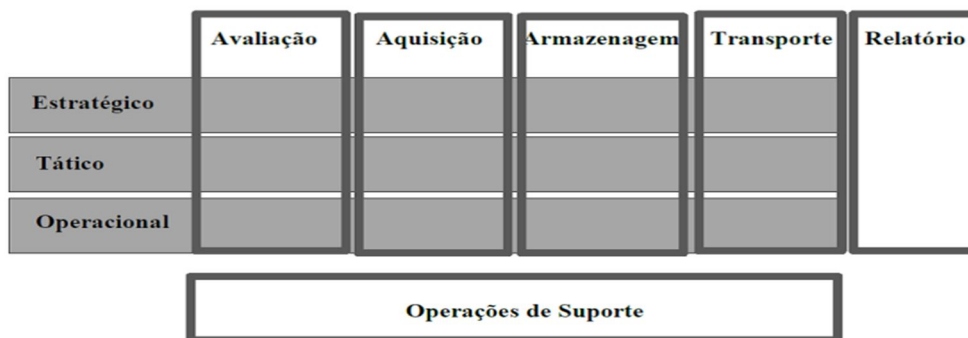 Avaliação
Aquisição
Armazenagem
Transporte
Relatório
Estratégico
Tático
Operacional
Operações de Suporte